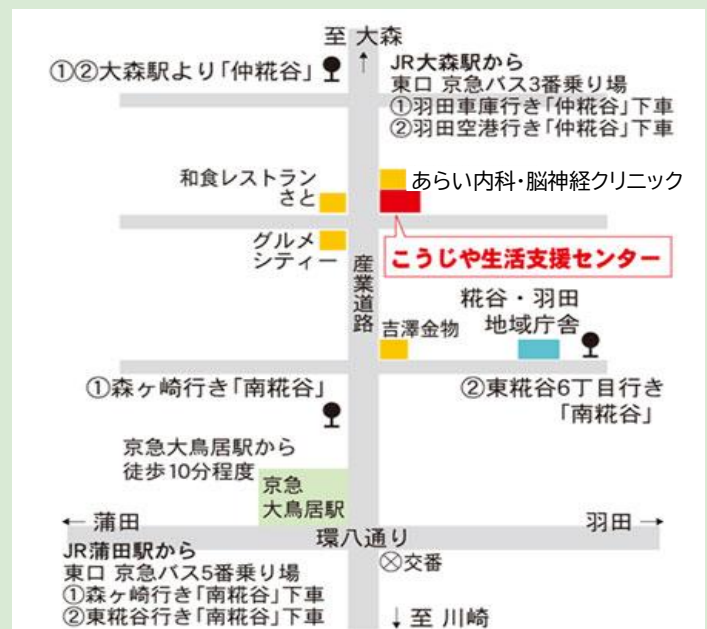 至 大森
①②大森駅より「仲糀谷」
↑
JR大森駅から
東口 京急バス3番乗り場
①羽田車庫行き「仲糀谷」下車
②羽田空港行き「仲糀谷」下車
和食レストラン
さと
あらい内科・脳神経クリニック
グルメ
シティー
こうじや生活支援センター
産業道路
糀谷・羽田
地域庁舎
吉澤金物
①森ヶ崎行き「南糀谷」
②東糀谷6丁目行き
「南糀谷」
京急大鳥居駅から
徒歩10分程度
京急
大鳥居駅
← 蒲田
羽田 →
環八通り
JR蒲田駅から
東口 京急バス5番乗り場
①森ヶ崎行き「南糀谷」下車
②東糀谷行き「南糀谷」下車
交番
↓至 川崎